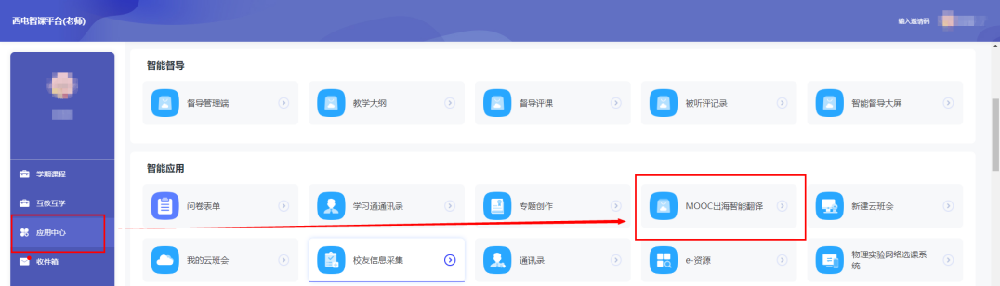 西电智课平台(老师)
输入邀请码
学期课程
互教互学
应用中心
收件箱
智能督导
督导管理端
教学大纲
督导评课
被听评记录
智能督导大屏
智能应用
问卷表单
学习通通讯录
专题创作
MOOC出海智能翻译
新建云班会
我的云班会
校友信息采集
通讯录
e-资源
物理实验网络选课系
统